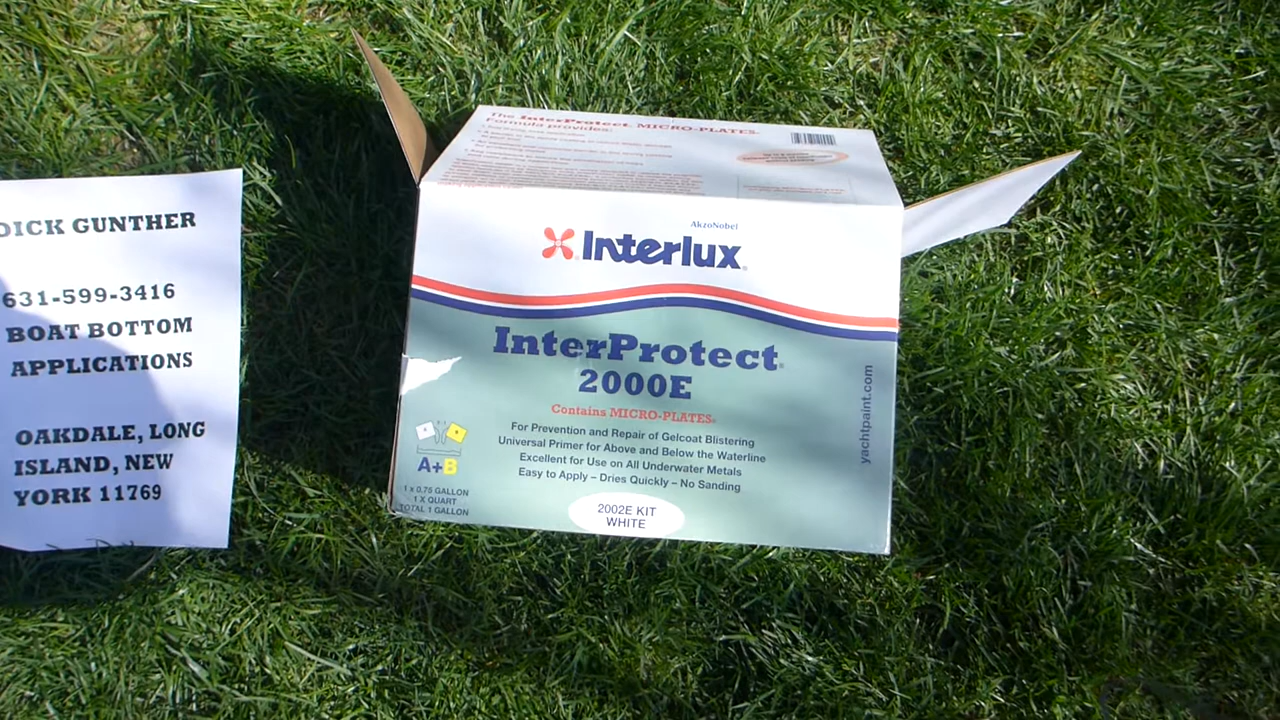 DICK GUNTHER
631-599-3416
BOAT BOTTOM
APPLICATIONS
OAKDALE, LONG
ISLAND, NEW
YORK 11769
The InterProtect MICRO-PLATES
Formula provides:
AkzoNobel
Interlux®
InterProtect®
2000E
Contains MICRO-PLATES®
For Prevention and Repair of Gelcoat Blistering
Universal Primer for Above and Below the Waterline
Excellent for Use on All Underwater Metals
Easy to Apply – Dries Quickly – No Sanding
A+B
1 x 0.75 GALLON
1 X QUART
TOTAL 1 GALLON
2002E KIT
WHITE
yachtpaint.com